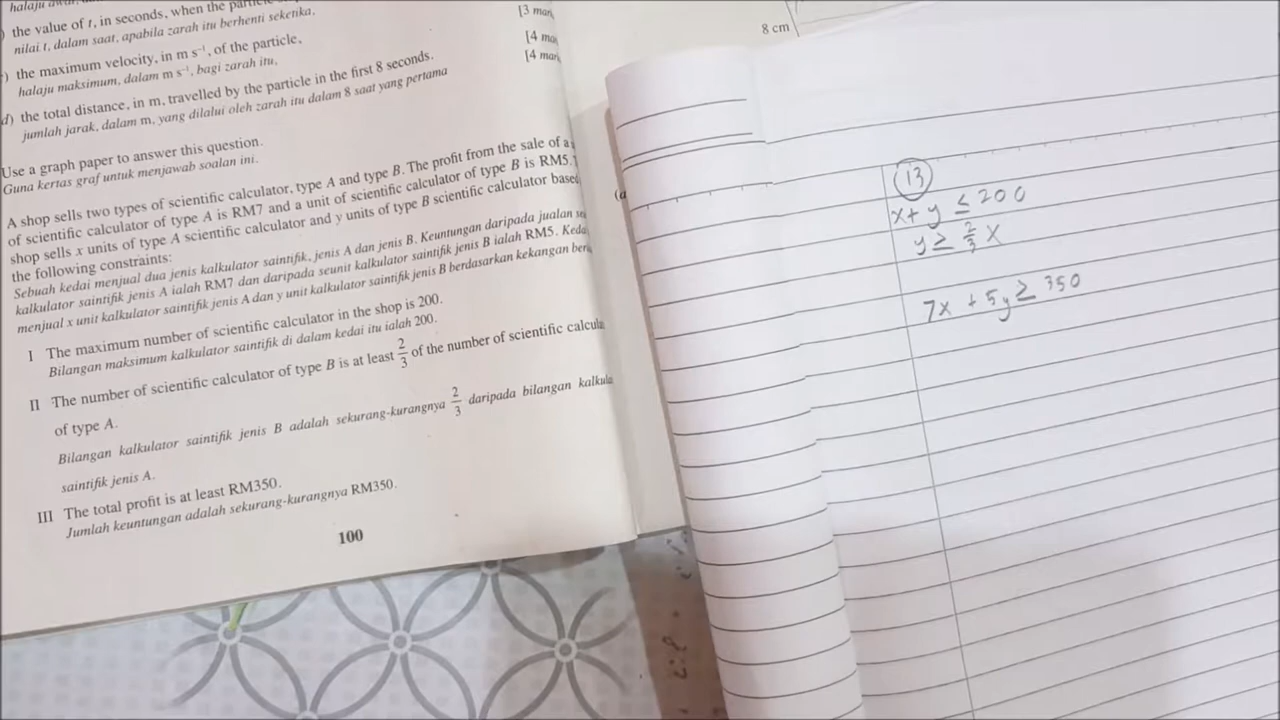 halaju
the value of t, in seconds, when the
nilai t, dalam saat, apabila zarah itu berhenti seketika.
[3
) the maximum velocity, in m s⁻¹, of the particle,
halaju maksimum, dalam m s⁻¹, bagi zarah itu,
[4
d) the total distance, in m, travelled by the particle in the first 8 seconds.
jumlah jarak, dalam m, yang dilalui oleh zarah itu dalam 8 saat yang pertama
[4
Use a graph paper to answer this question.
Guna kertas graf untuk menjawab soalan ini.
A shop sells two types of scientific calculator, type A and type B. The profit from the sale of a
of scientific calculator of type A is RM7 and a unit of scientific calculator of type B is RM5.
shop sells x units of type A scientific calculator and y units of type B scientific calculator based
the following constraints:
Sebuah kedai menjual dua jenis kalkulator saintifik, jenis A dan jenis B. Keuntungan daripada jualan
kalkulator saintifik jenis A ialah RM7 dan daripada seunit kalkulator saintifik jenis B ialah RM5.
menjual x unit kalkulator saintifik jenis A dan y unit kalkulator saintifik jenis B berdasarkan kekangan
I The maximum number of scientific calculator in the shop is 200.
Bilangan maksimum kalkulator saintifik di dalam kedai itu ialah 200.
II The number of scientific calculator of type B is at least 2/3 of the number of scientific
of type A.
Bilangan kalkulator saintifik jenis B adalah sekurang-kurangnya 2/3 daripada bilangan
saintifik jenis A.
III The total profit is at least RM350.
Jumlah keuntungan adalah sekurang-kurangnya RM350.
100
8 cm
(a
13
x + y ≤ 200
y ≥ 2/3 x
7x + 5y ≥ 350